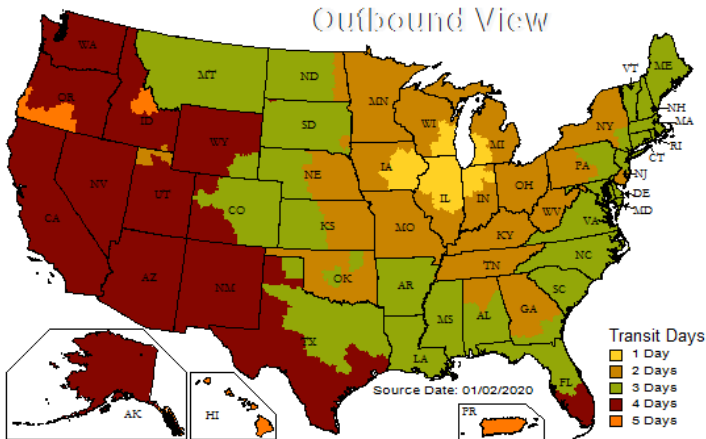 Outbound View
WA
MT
ND
MN
VT
ME
OR
ID
SD
WI
MI
NY
NH
MA
WY
RI
CT
NE
IA
PA
NJ
NV
UT
IL
IN
OH
DE
MD
CA
CO
KS
MO
WV
VA
KY
AZ
NM
OK
AR
TN
NC
SC
TX
MS
AL
GA
LA
FL
AK
HI
PR
Source Date: 01/02/2020
Transit Days
1 Day
2 Days
3 Days
4 Days
5 Days